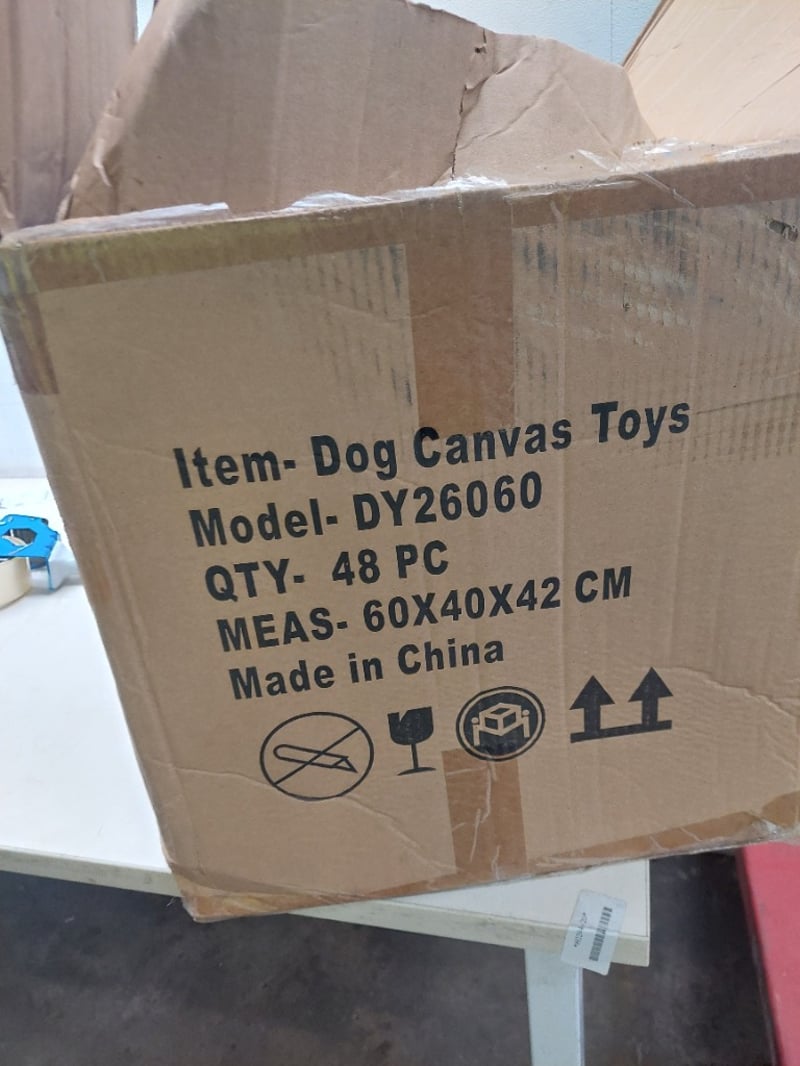 Item- Dog Canvas Toys
Model- DY26060
QTY- 48 PC
MEAS- 60X40X42 CM
Made in China